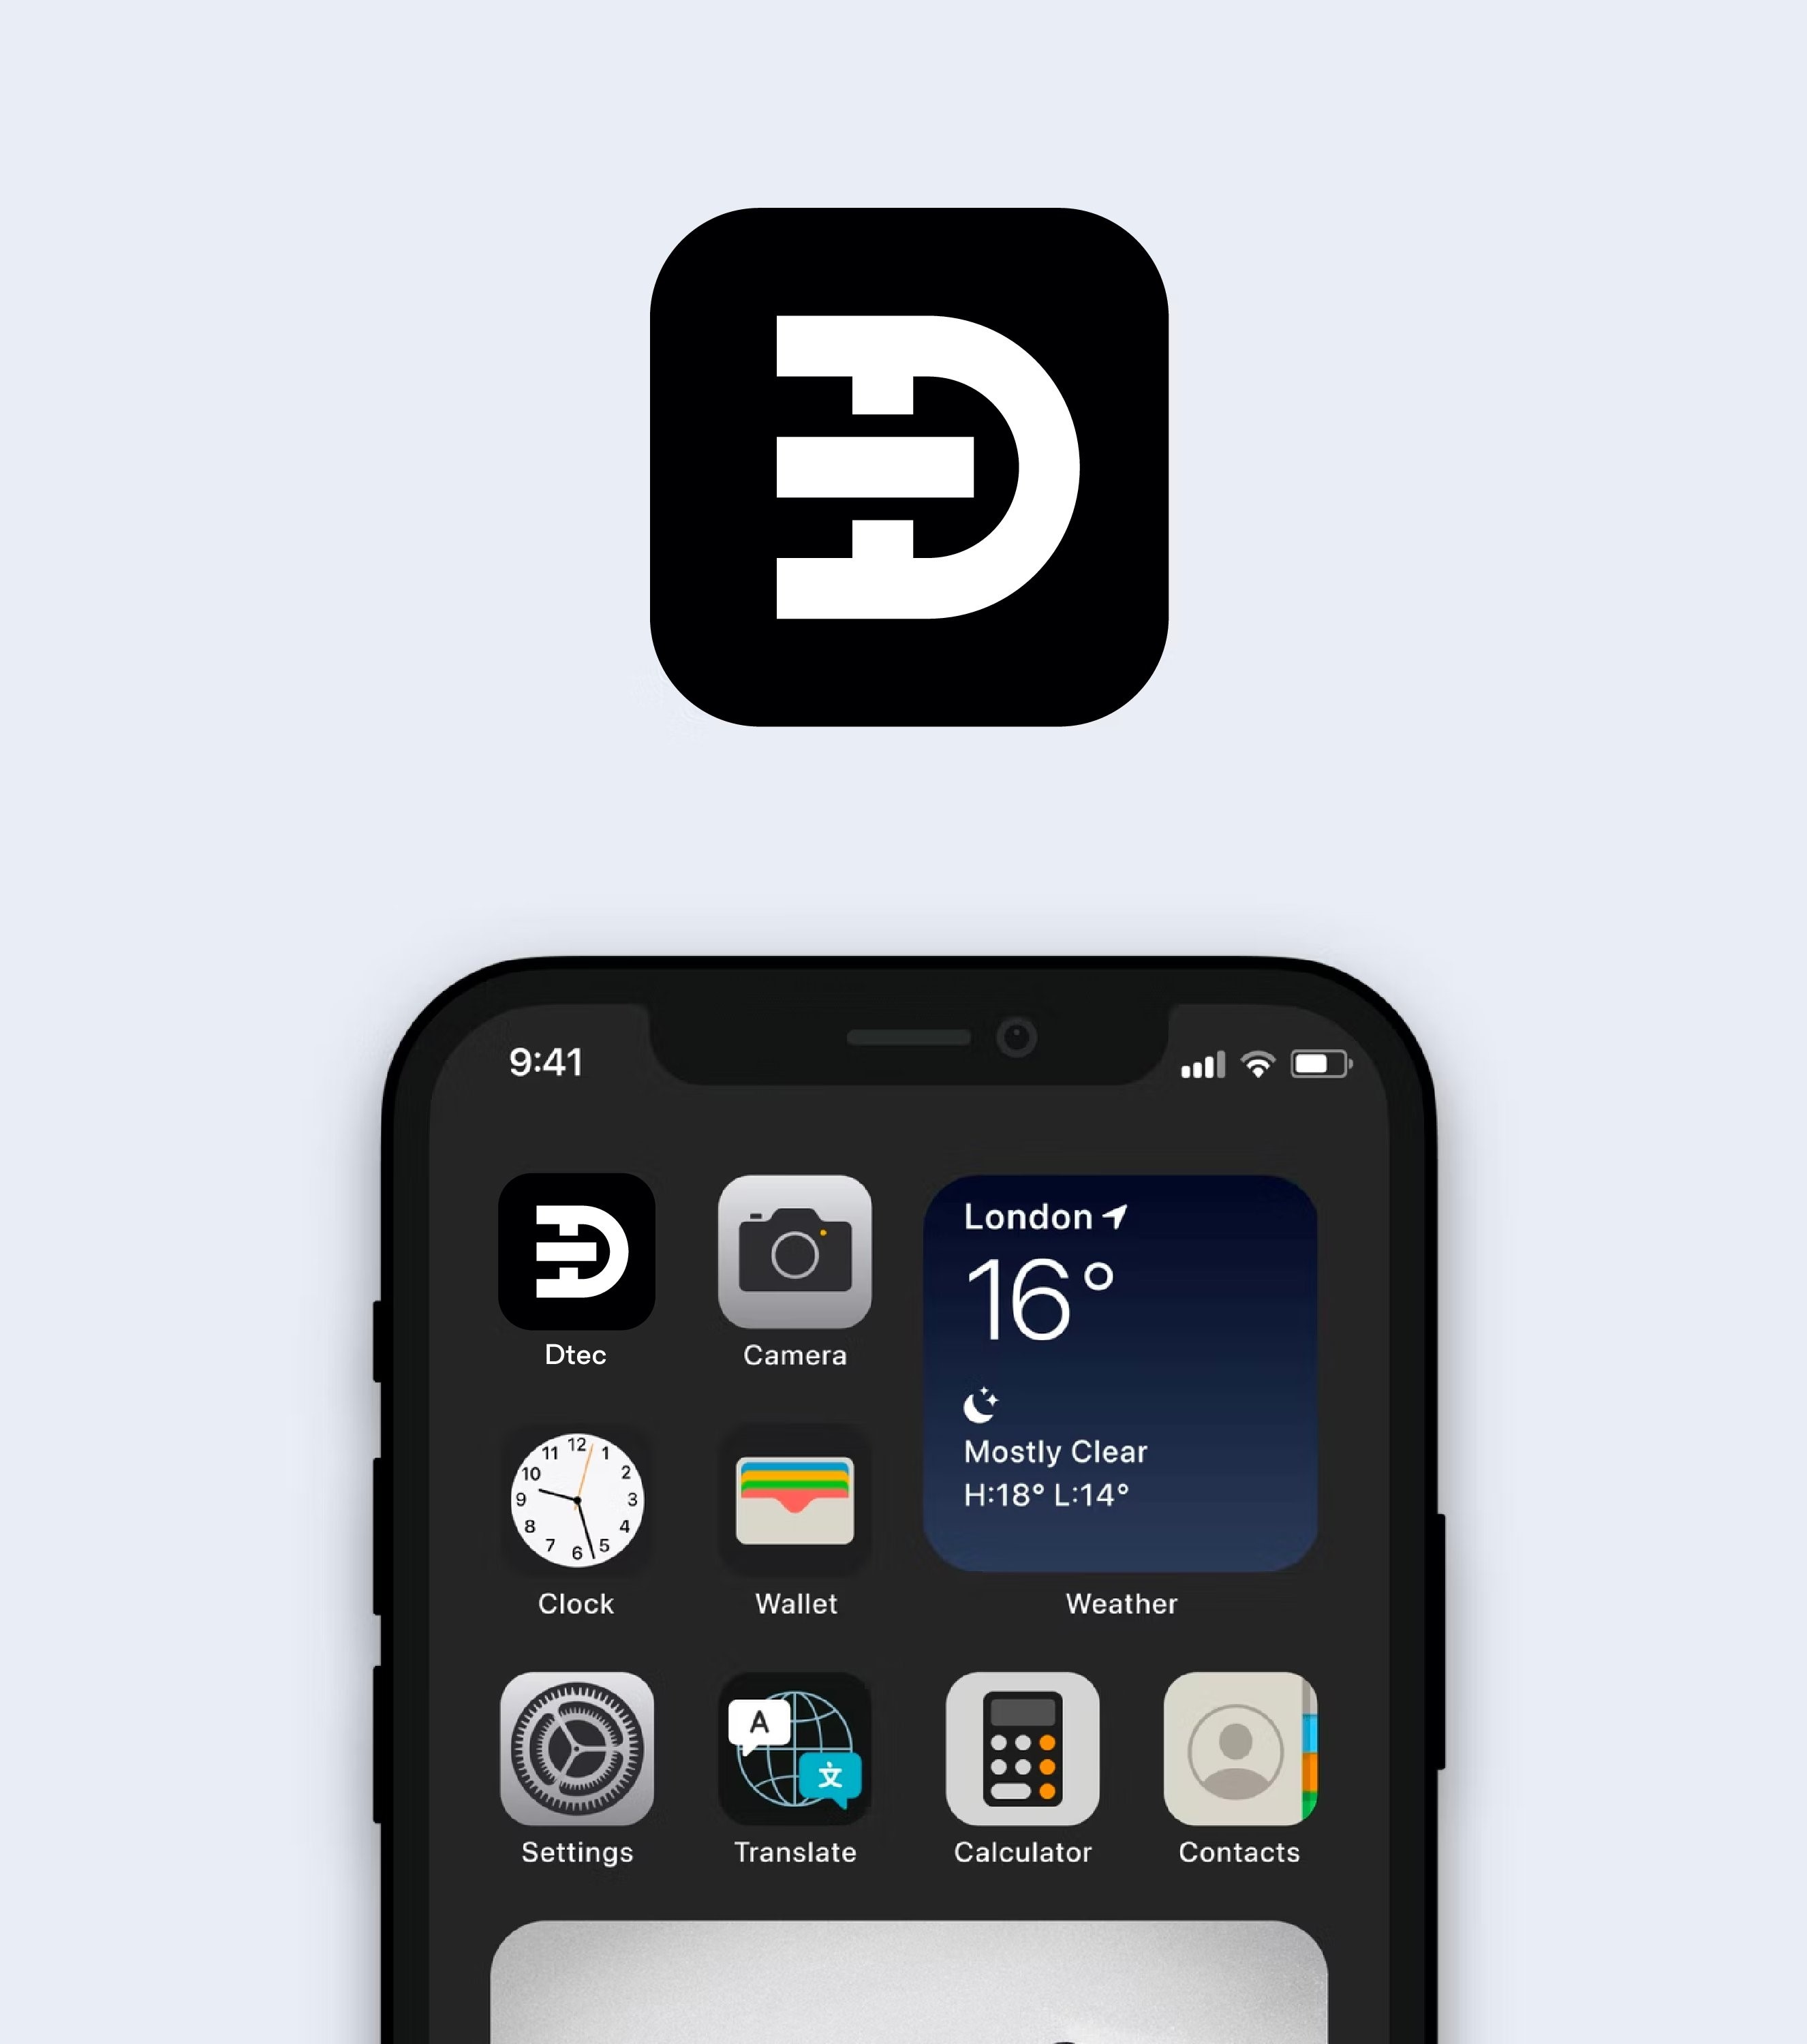 D
9:41
Dtec
Camera
London
16°
Mostly Clear
H:18° L:14°
12
11 1
10 2
9 3
8 4
7 5
6
Clock
Wallet
Weather
A
文
Settings
Translate
Calculator
Contacts